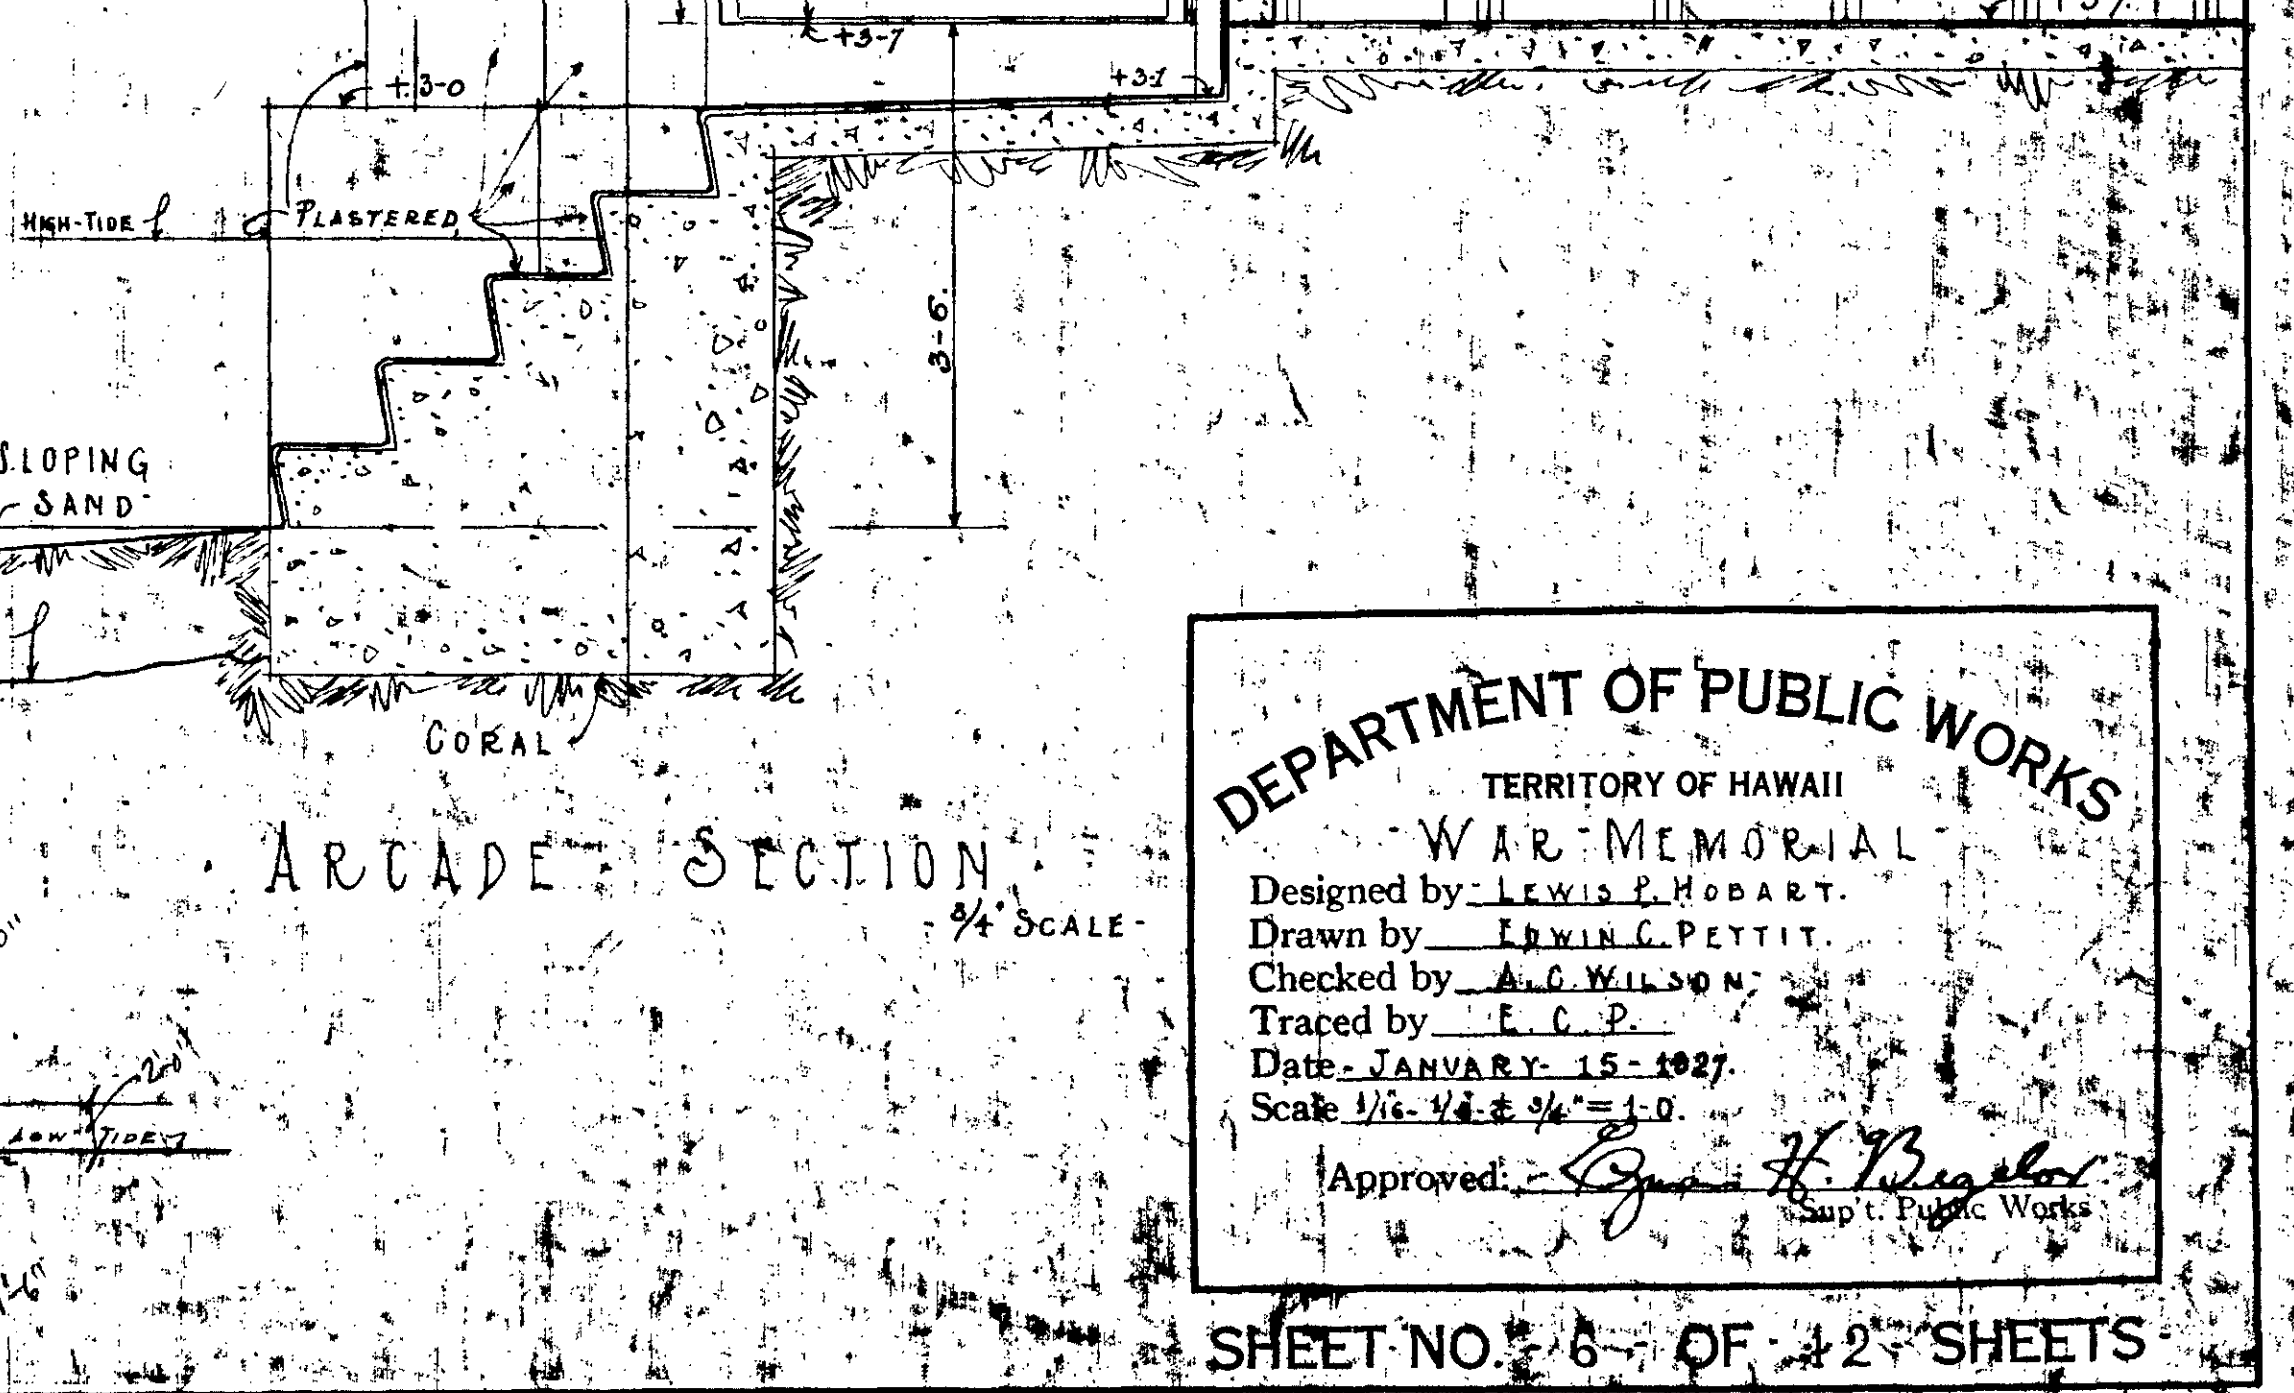 +3-7
+3-0
+3-1
HIGH-TIDE
PLASTERED
3-6.
SLOPING
SAND
CORAL
ARCADE SECTION
- 3/4" SCALE -
2'-0"
LOW TIDE
DEPARTMENT OF PUBLIC WORKS
TERRITORY OF HAWAII
- WAR - MEMORIAL -
Designed by - LEWIS P. HOBART.
Drawn by EDWIN C. PETTIT.
Checked by A. C. WILSON -
Traced by E. C. P.
Date - JANUARY - 15 - 1927.
Scale 1/16 - 1/4 - & 3/4" = 1-0.
Approved: - Lyman H. Bigelow
Sup't. Public Works
SHEET NO. - 6 - OF - 12 - SHEETS -